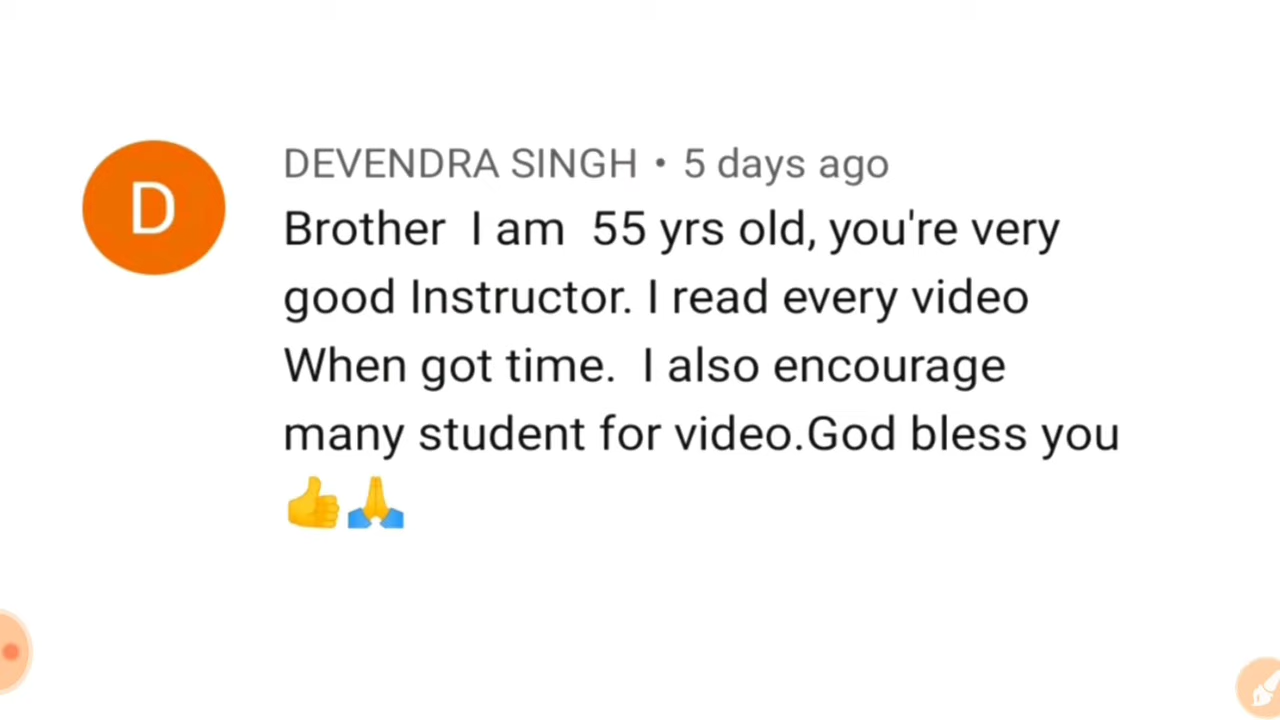 D
DEVENDRA SINGH • 5 days ago
Brother I am 55 yrs old, you're very
good Instructor. I read every video
When got time. I also encourage
many student for video.God bless you
👍🙏